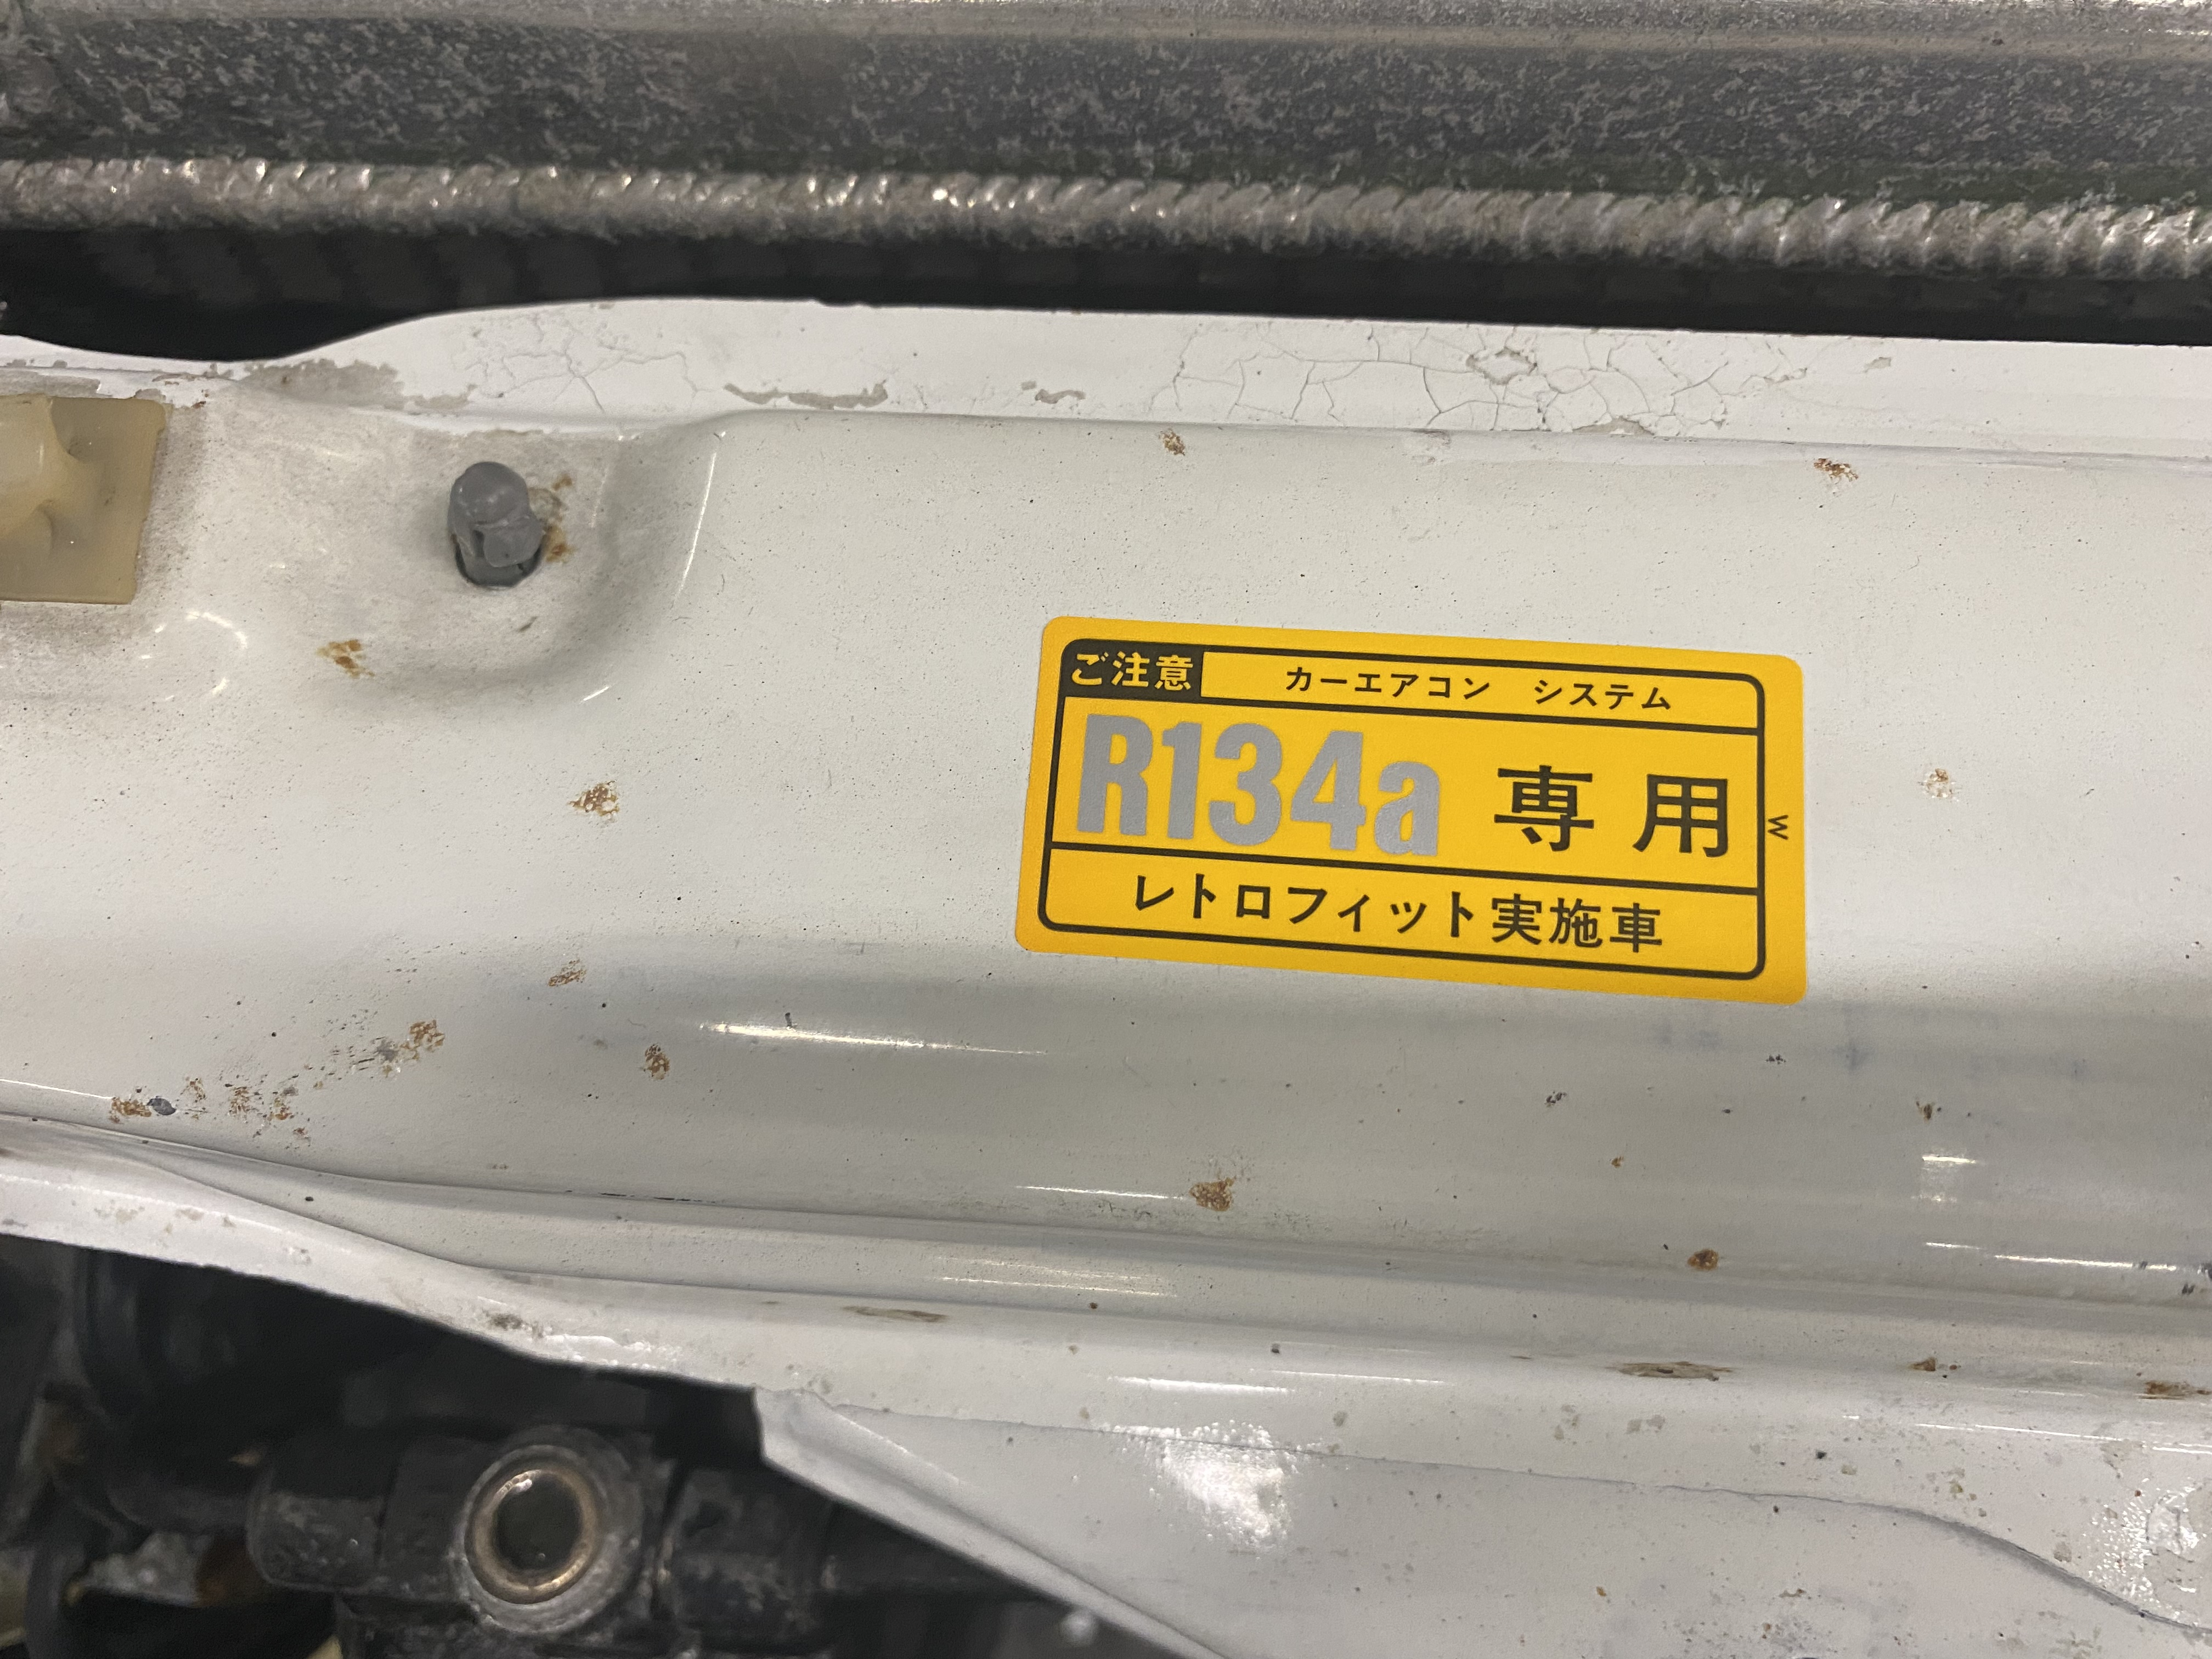 ご注意 カーエアコン システム
R134a 専用
W
レトロフィット実施車